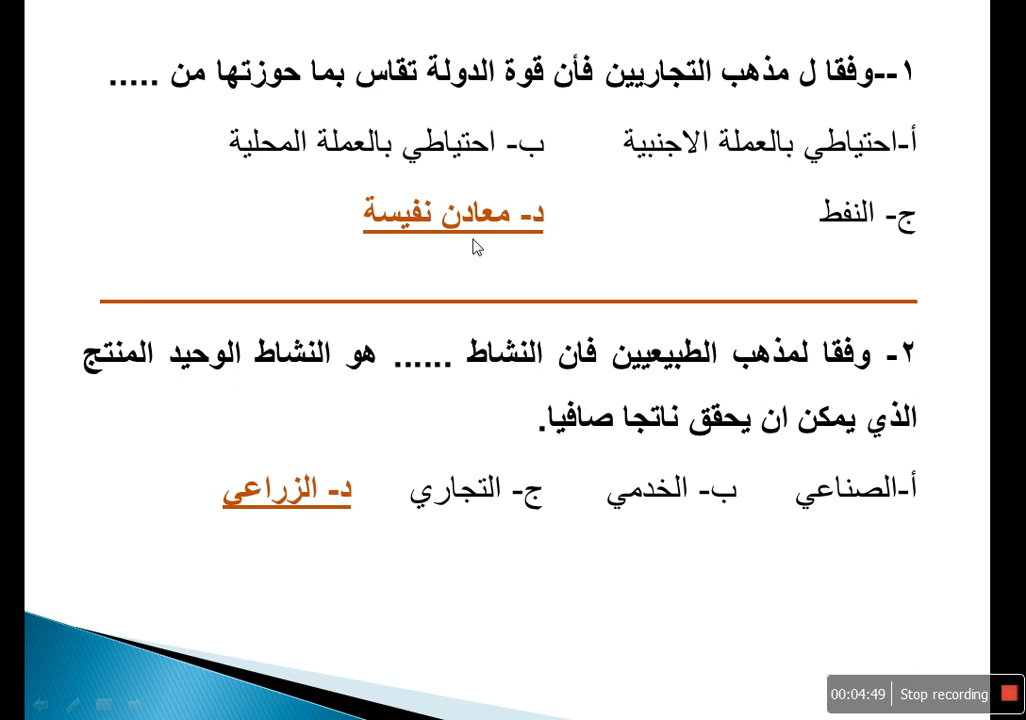 ١--وفقا ل مذهب التجاريين فأن قوة الدولة تقاس بما حوزتها من .....
أ-احتياطي بالعملة الاجنبية ب- احتياطي بالعملة المحلية
ج- النفط د- معادن نفيسة
٢- وفقا لمذهب الطبيعيين فان النشاط ...... هو النشاط الوحيد المنتج
الذي يمكن ان يحقق ناتجا صافيا.
أ-الصناعي ب- الخدمي ج- التجاري د- الزراعي
00:04:49 Stop recording